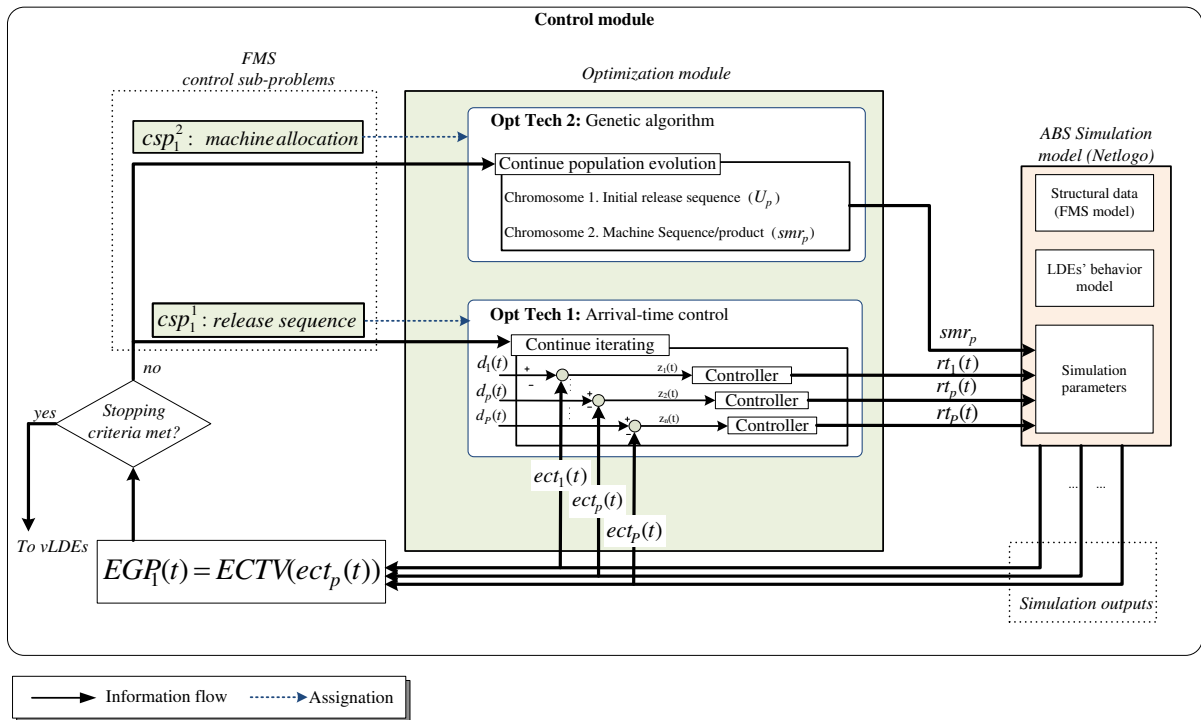 Control module
FMS
control sub-problems
Optimization module
csp₁² : machine allocation
Opt Tech 2: Genetic algorithm
Continue population evolution
Chromosome 1. Initial release sequence (Uₚ)
Chromosome 2. Machine Sequence/product (smrₚ)
ABS Simulation
model (Netlogo)
Structural data
(FMS model)
LDEs' behavior
model
Simulation
parameters
csp₁¹ : release sequence
Opt Tech 1: Arrival-time control
Continue iterating
d₁(t)
+
-
z₁(t)
Controller
dₚ(t)
+
-
z₂(t)
Controller
d_P(t)
+
-
zₙ(t)
Controller
smrₚ
rt₁(t)
rtₚ(t)
rt_P(t)
ect₁(t)
ectₚ(t)
ect_P(t)
no
yes
Stopping
criteria met?
To vLDEs
EGP₁(t) = ECTV(ectₚ(t))
... ...
Simulation outputs
Information flow
Assignation